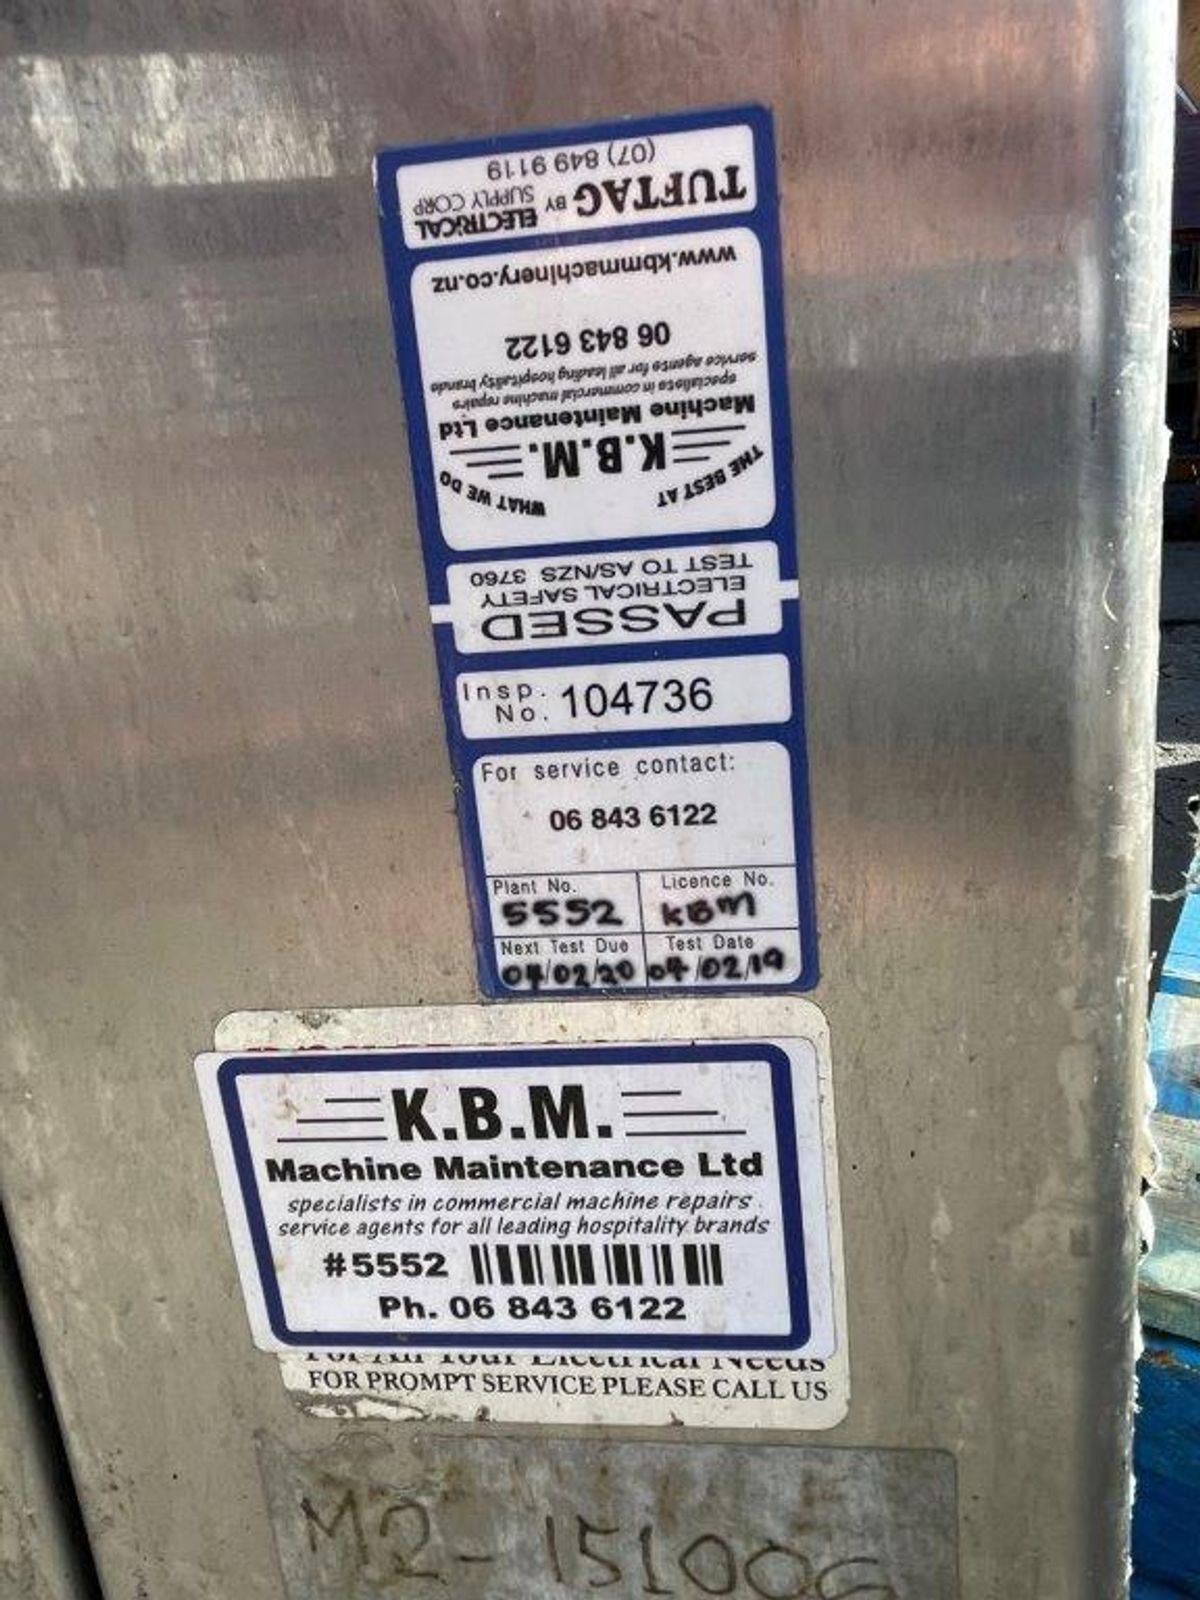 TUFTAG BY ELECTRICAL
SUPPLY CORP
(07) 849 9119
www.kbmmachinery.co.nz
THE BEST AT WHAT WE DO
K.B.M.
Machine Maintenance Ltd
specialists in commercial machine repairs
service agents for all leading hospitality brands
06 843 6122
PASSED
ELECTRICAL SAFETY
TEST TO AS/NZS 3760
Insp. No. 104736
For service contact:
06 843 6122
Plant No. Licence No.
5552 KBM
Next Test Due Test Date
04/02/20 04/02/19
K.B.M.
Machine Maintenance Ltd
specialists in commercial machine repairs.
service agents for all leading hospitality brands
#5552
Ph. 06 843 6122
For All Your Electrical Needs
FOR PROMPT SERVICE PLEASE CALL US
M2-15100G